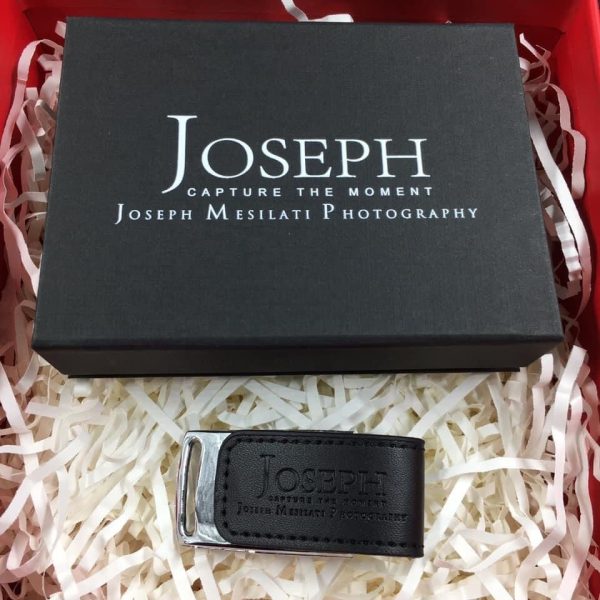 JOSEPH
CAPTURE THE MOMENT
JOSEPH MESILATI PHOTOGRAPHY
JOSEPH
CAPTURE THE MOMENT
JOSEPH MESILATI PHOTOGRAPHY